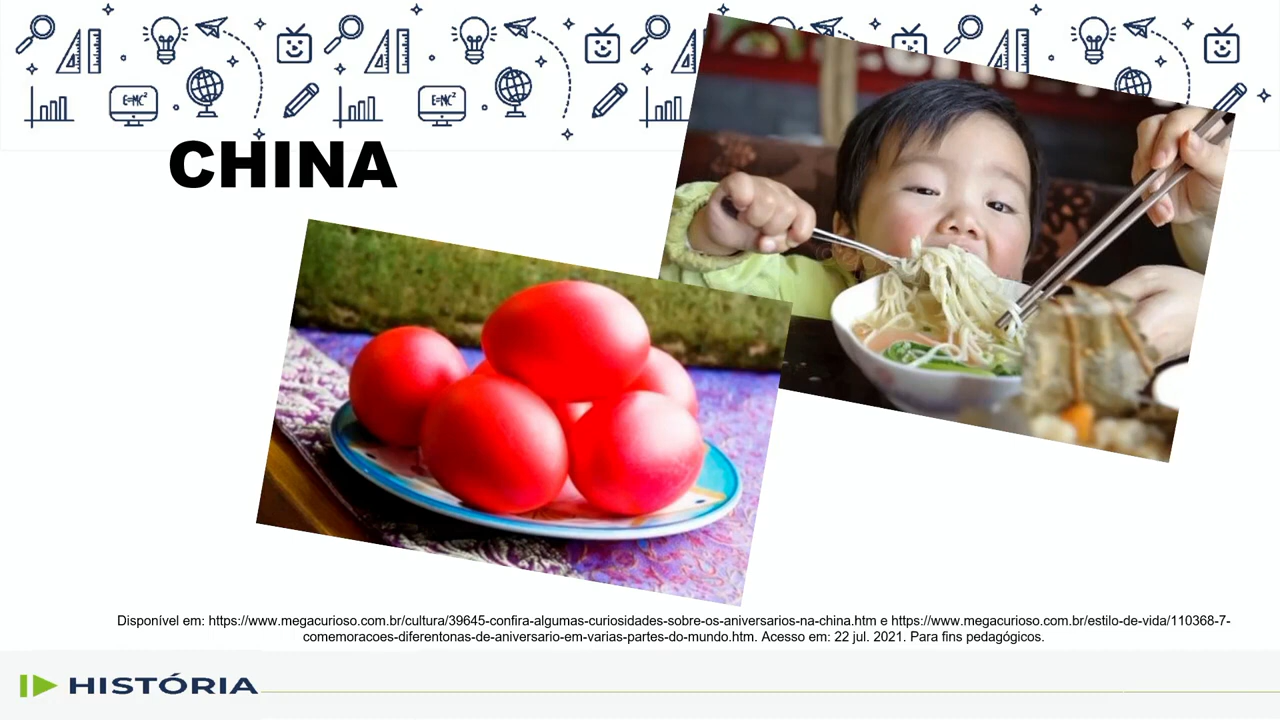 E=MC²
E=MC²
CHINA
Disponível em: https://www.megacurioso.com.br/cultura/39645-confira-algumas-curiosidades-sobre-os-aniversarios-na-china.htm e https://www.megacurioso.com.br/estilo-de-vida/110368-7-
comemoracoes-diferentonas-de-aniversario-em-varias-partes-do-mundo.htm. Acesso em: 22 jul. 2021. Para fins pedagógicos.
HISTÓRIA